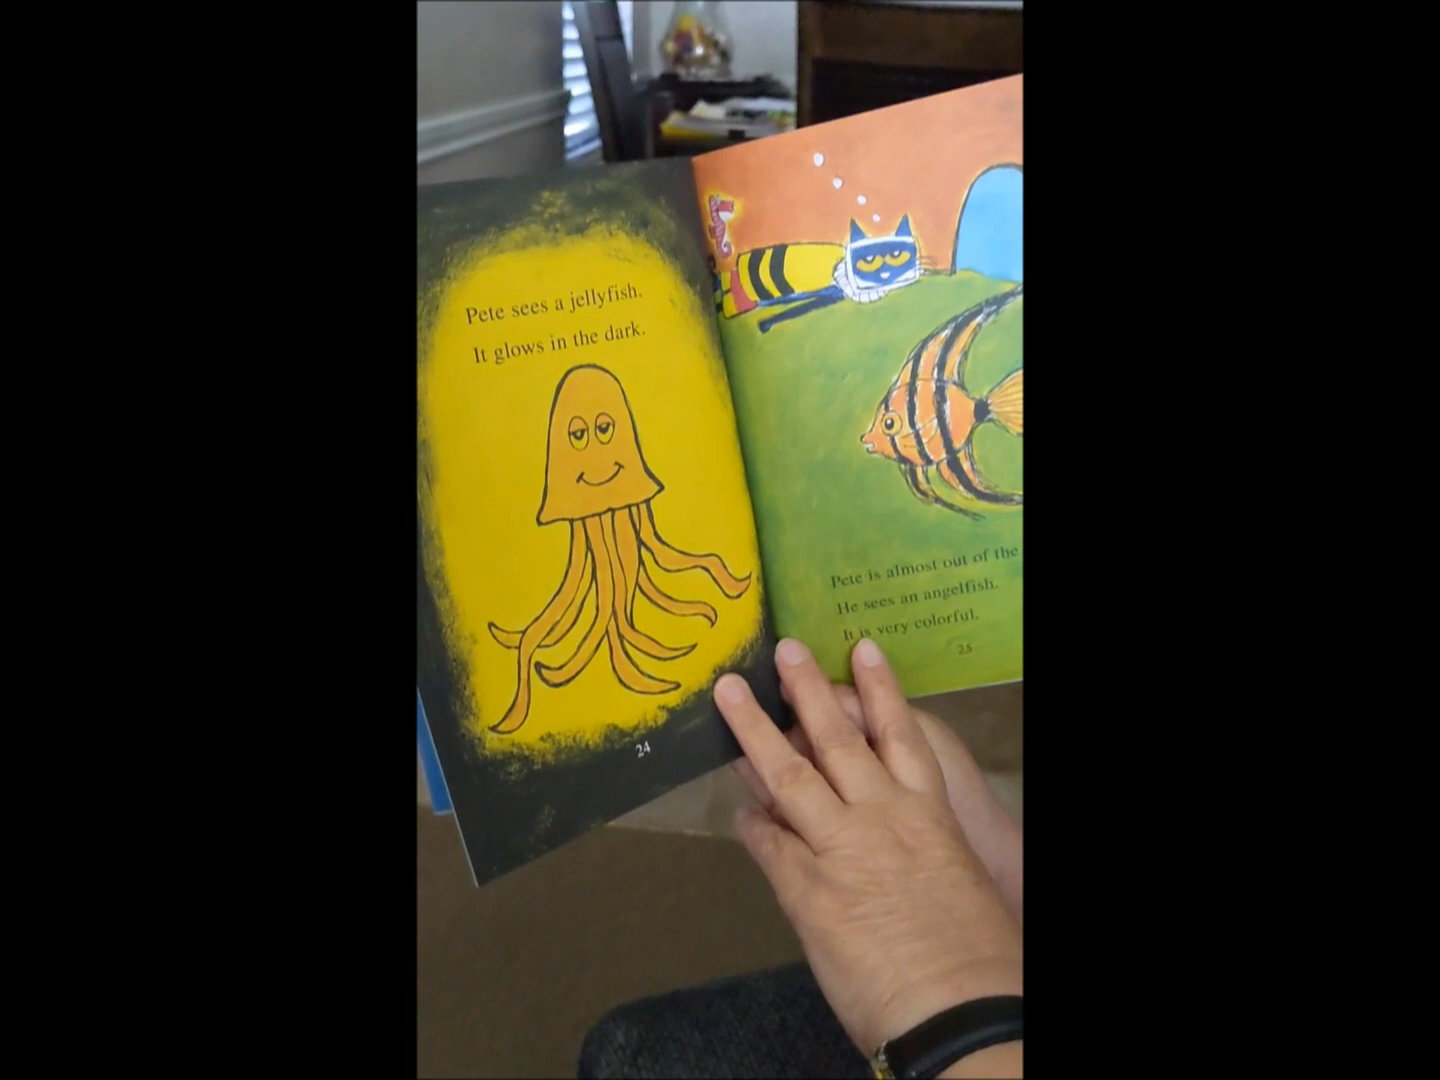 Pete sees a jellyfish.
It glows in the dark.
24
Pete is almost out of the
He sees an angelfish.
It is very colorful.
25